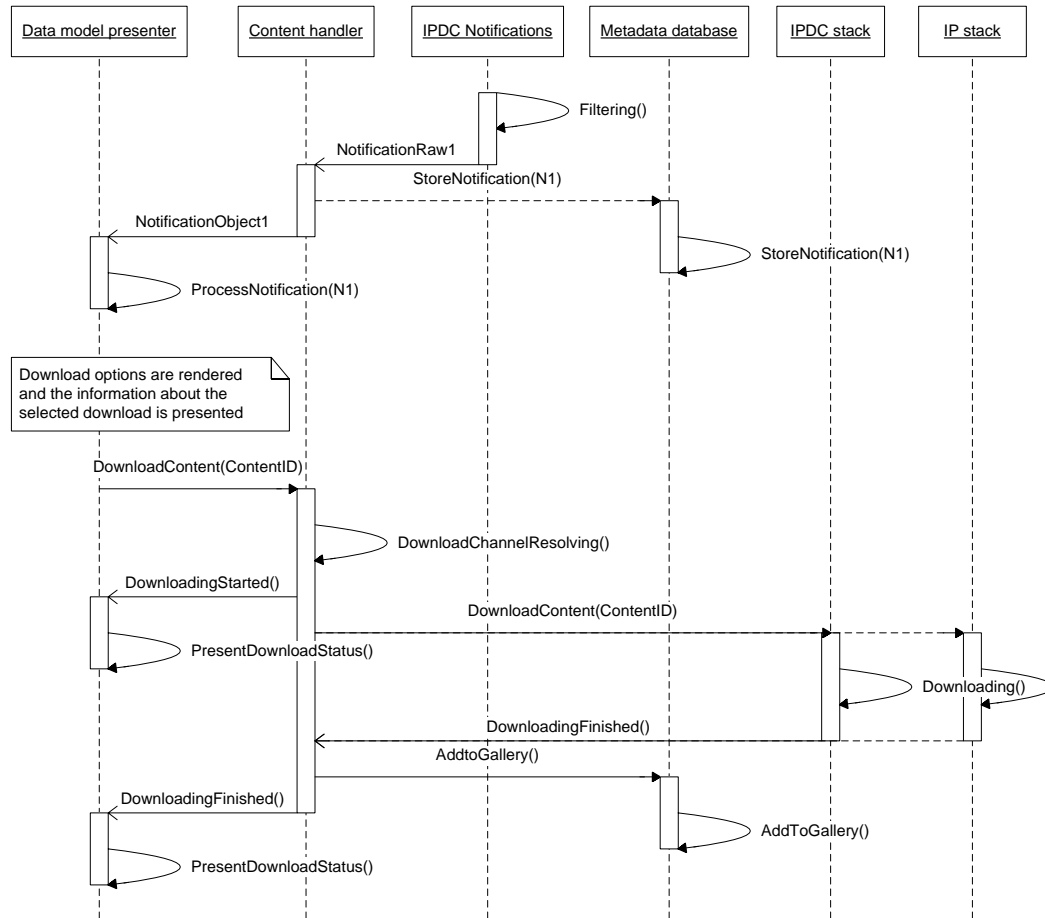 Data model presenter
Content handler
IPDC Notifications
Metadata database
IPDC stack
IP stack
Filtering()
NotificationRaw1
StoreNotification(N1)
NotificationObject1
StoreNotification(N1)
ProcessNotification(N1)
Download options are rendered
and the information about the
selected download is presented
DownloadContent(ContentID)
DownloadChannelResolving()
DownloadingStarted()
DownloadContent(ContentID)
PresentDownloadStatus()
Downloading()
DownloadingFinished()
AddtoGallery()
DownloadingFinished()
AddToGallery()
PresentDownloadStatus()